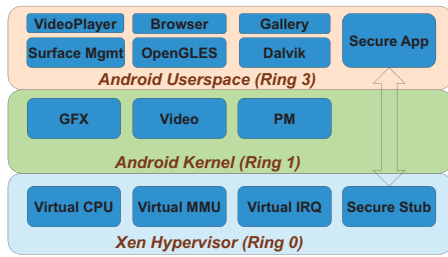 VideoPlayer Browser Gallery
Secure App
Surface Mgmt OpenGLES Dalvik
Android Userspace (Ring 3)
GFX Video PM
Android Kernel (Ring 1)
Virtual CPU Virtual MMU Virtual IRQ Secure Stub
Xen Hypervisor (Ring 0)